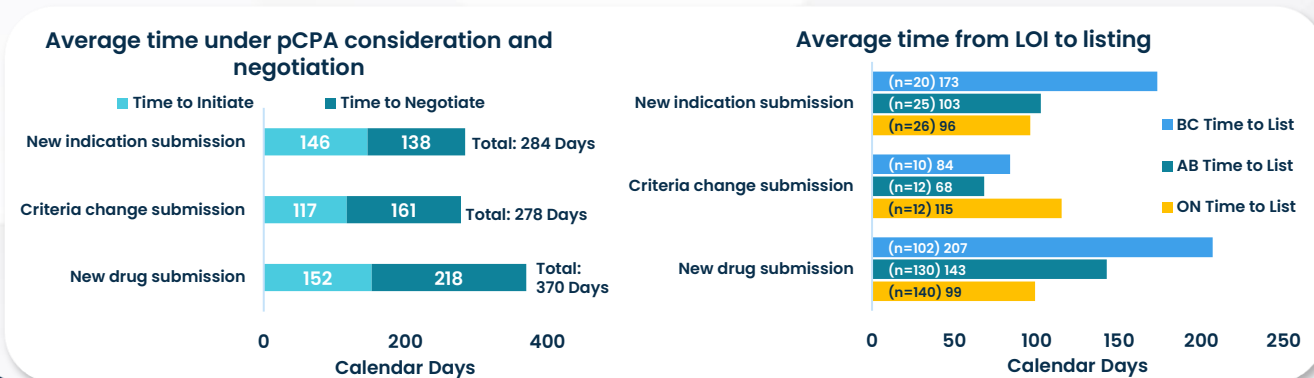 Average time under pCPA consideration and
negotiation
Time to Initiate
Time to Negotiate
New indication submission
146
138
Total: 284 Days
Criteria change submission
117
161
Total: 278 Days
New drug submission
152
218
Total:
370 Days
0
200
400
Calendar Days
Average time from LOI to listing
New indication submission
(n=20) 173
(n=25) 103
(n=26) 96
Criteria change submission
(n=10) 84
(n=12) 68
(n=12) 115
New drug submission
(n=102) 207
(n=130) 143
(n=140) 99
BC Time to List
AB Time to List
ON Time to List
0
50
100
150
200
250
Calendar Days